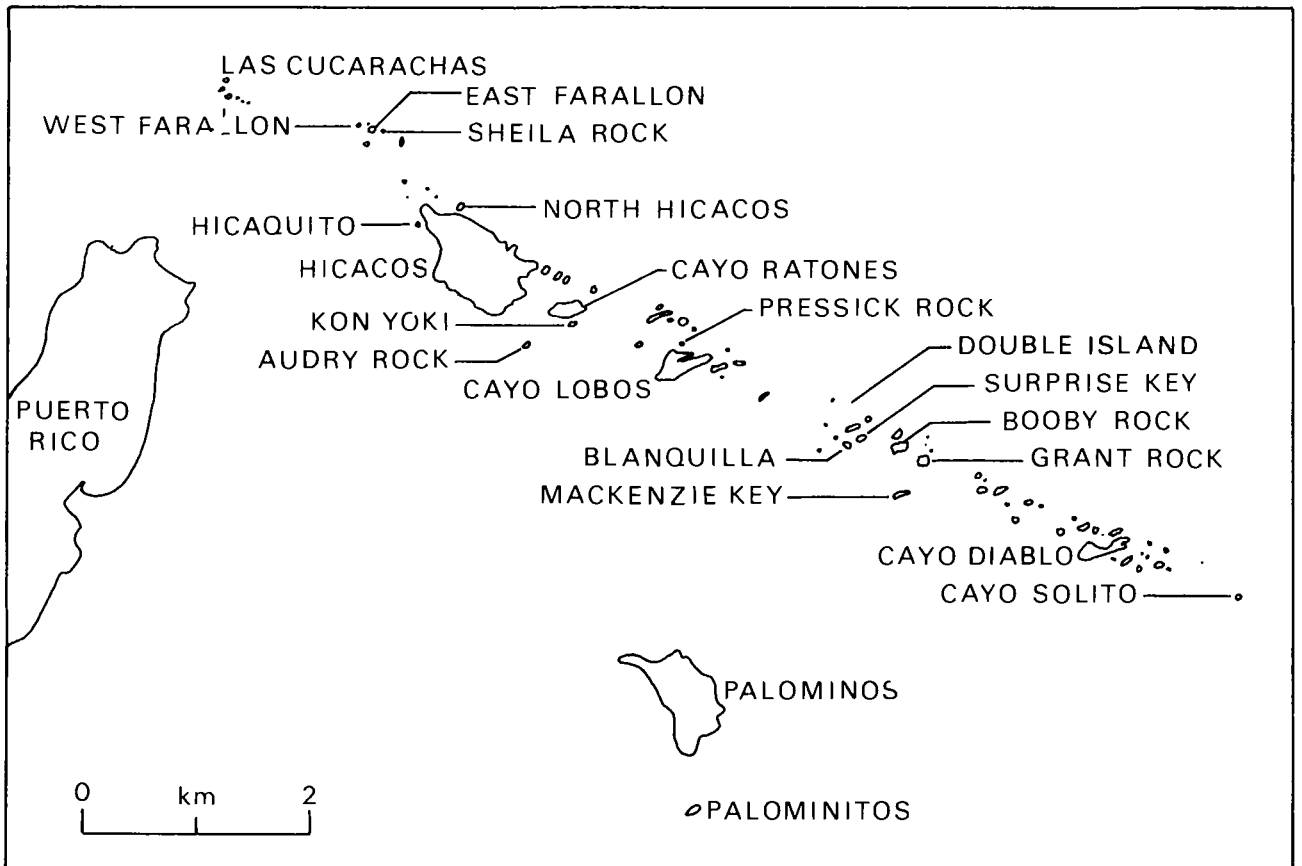 LAS CUCARACHAS
EAST FARALLON
WEST FARALLON
SHEILA ROCK
NORTH HICACOS
HICAQUITO
HICACOS
CAYO RATONES
PRESSICK ROCK
KON YOKI
AUDRY ROCK
DOUBLE ISLAND
CAYO LOBOS
SURPRISE KEY
PUERTO
RICO
BOOBY ROCK
BLANQUILLA
GRANT ROCK
MACKENZIE KEY
CAYO DIABLO
CAYO SOLITO
PALOMINOS
0 km 2
PALOMINITOS